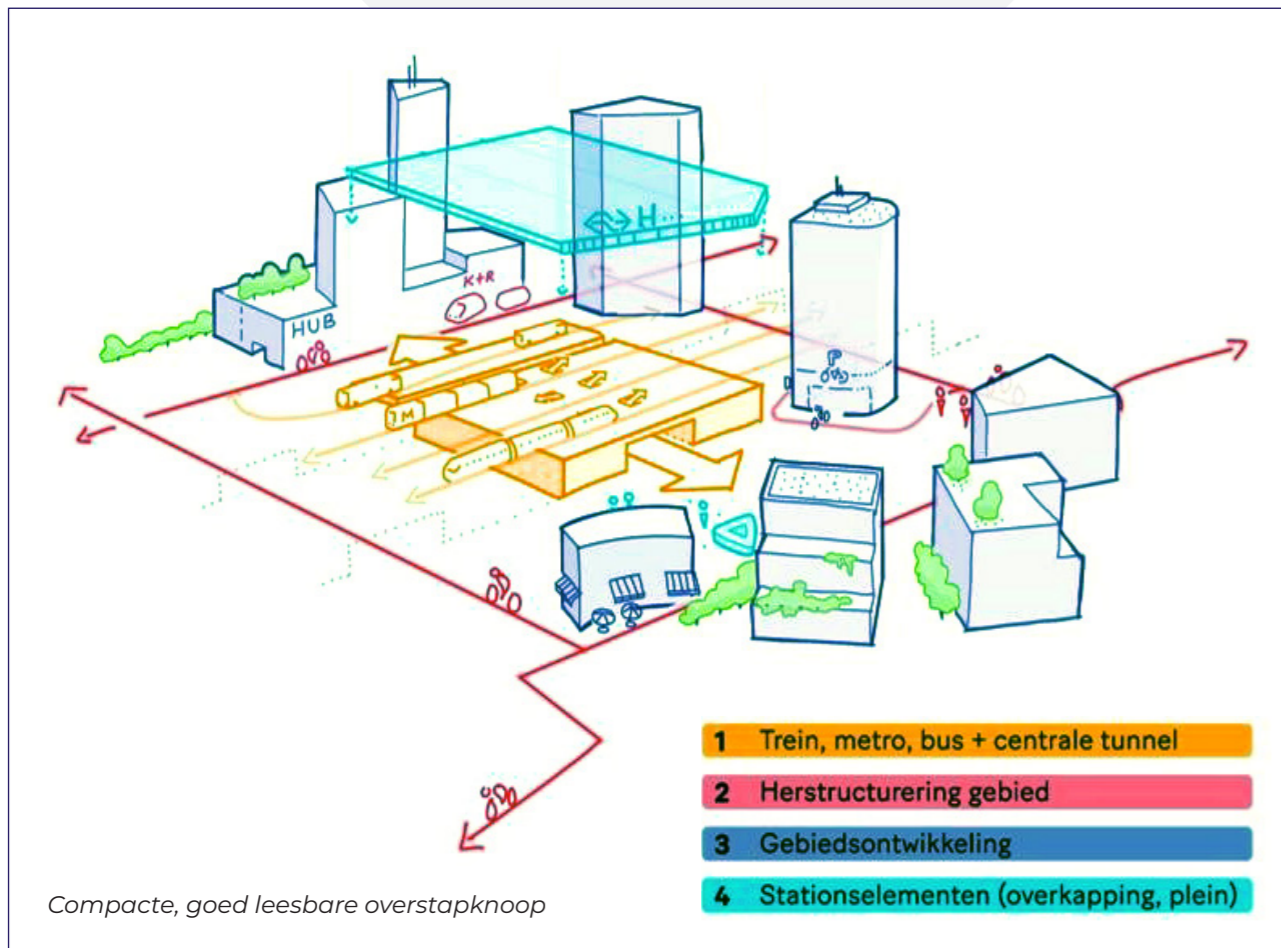 H
K+R
HUB
P
M
1 Trein, metro, bus + centrale tunnel
2 Herstructurering gebied
3 Gebiedsontwikkeling
4 Stationselementen (overkapping, plein)
Compacte, goed leesbare overstapknoop